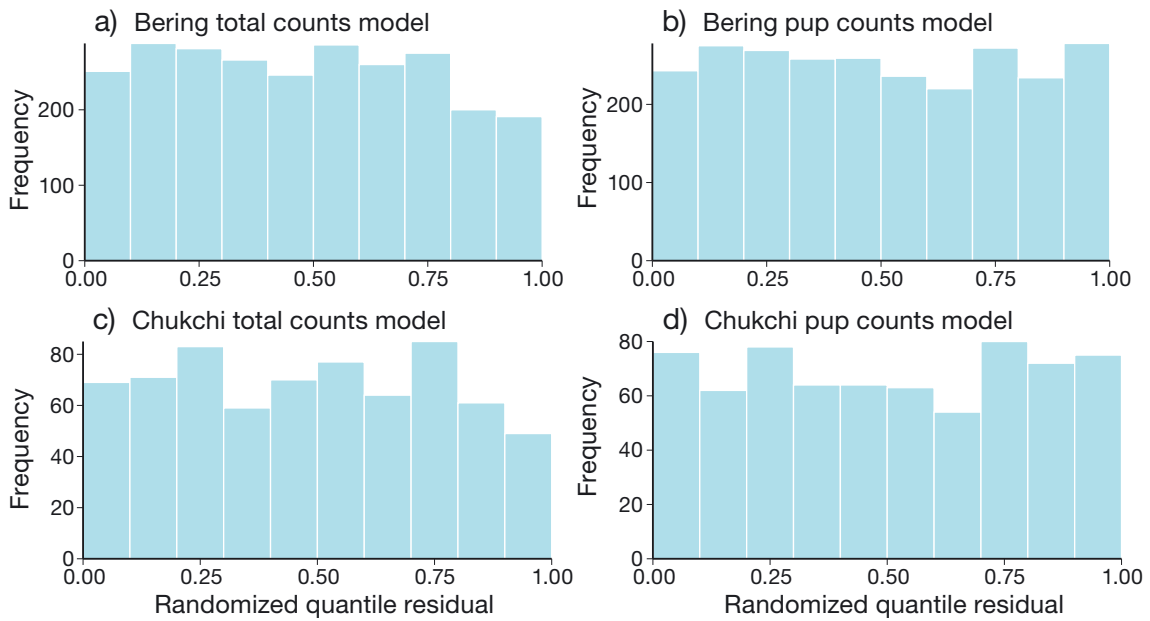 a) Bering total counts model
Frequency
200
100
0
0.00 0.25 0.50 0.75 1.00
b) Bering pup counts model
Frequency
200
100
0
0.00 0.25 0.50 0.75 1.00
c) Chukchi total counts model
Frequency
80
60
40
20
0
0.00 0.25 0.50 0.75 1.00
Randomized quantile residual
d) Chukchi pup counts model
Frequency
80
60
40
20
0
0.00 0.25 0.50 0.75 1.00
Randomized quantile residual